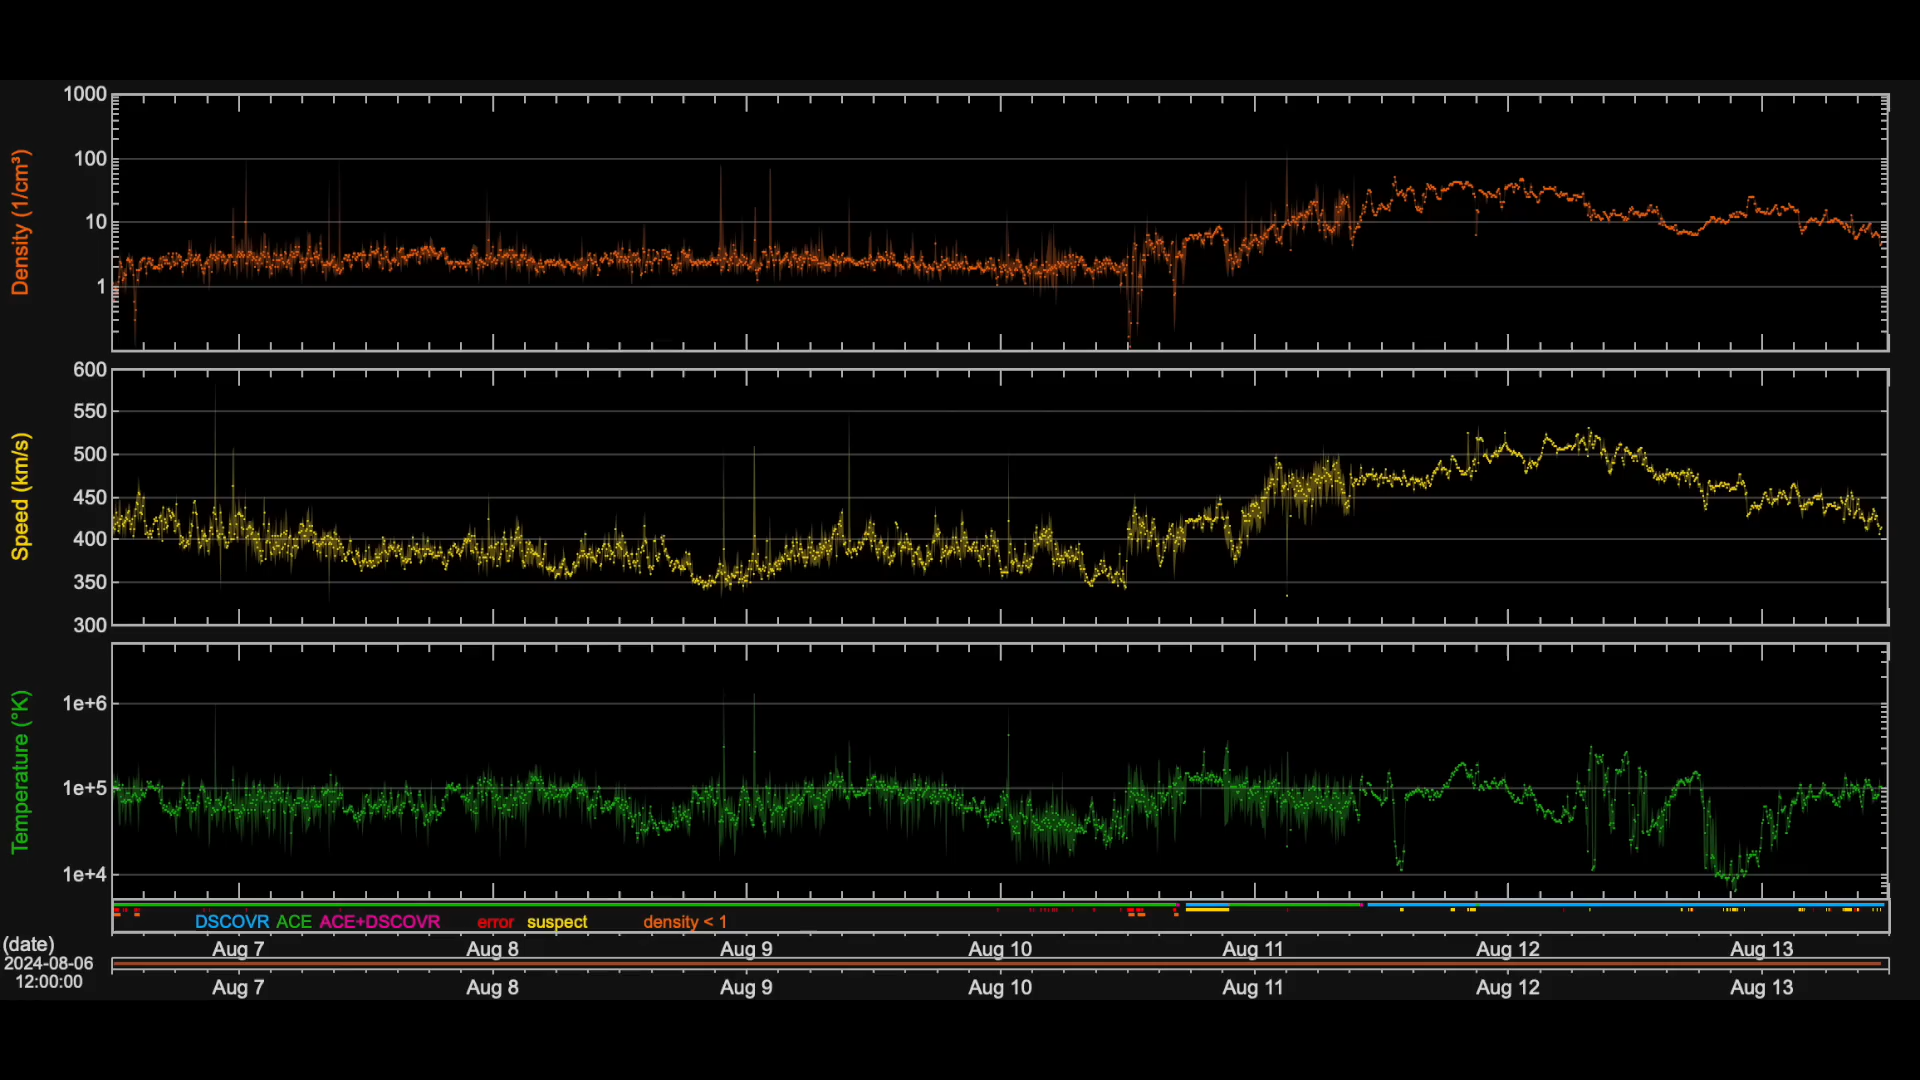 Density (1/cm³)
1000
100
10
1
Speed (km/s)
600
550
500
450
400
350
300
Temperature (°K)
1e+6
1e+5
1e+4
DSCOVR ACE ACE+DSCOVR error suspect density < 1
(date) Aug 7 Aug 8 Aug 9 Aug 10 Aug 11 Aug 12 Aug 13
2024-08-06
12:00:00 Aug 7 Aug 8 Aug 9 Aug 10 Aug 11 Aug 12 Aug 13